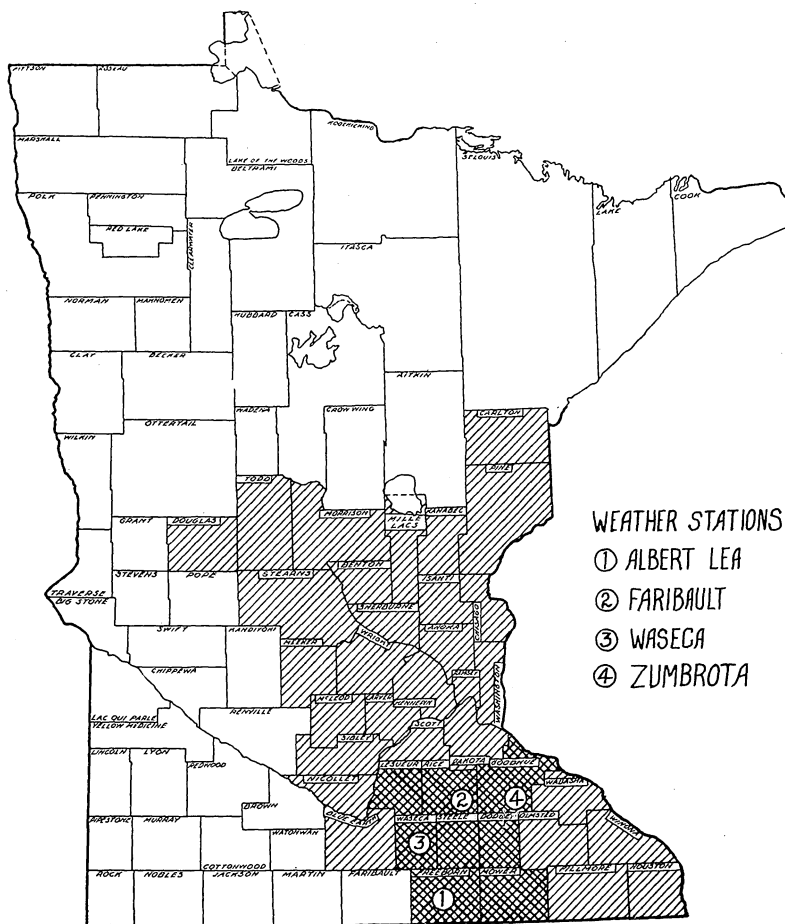 KITTSON
ROSEAU
MARSHALL
LAKE OF THE WOODS
BELTRAMI
KOOCHICHING
ST. LOUIS
LAKE
COOK
POLK
PENNINGTON
RED LAKE
CLEARWATER
ITASCA
NORMAN
MAHNOMEN
HUBBARD
CASS
CLAY
BECKER
AITKIN
WADENA
CROW WING
CARLTON
OTTERTAIL
WILKIN
TODD
PINE
GRANT
DOUGLAS
MORRISON
MILLE
LACS
KANABEC
BENTON
STEVENS
POPE
STEARNS
ISANTI
TRAVERSE
BIG STONE
SHERBURNE
CHISAGO
SWIFT
KANDIYOHI
MEEKER
WRIGHT
ANOKA
CHIPPEWA
RAMSEY
WASHINGTON
MCLEOD
CARVER
HENNEPIN
LAC QUI PARLE
YELLOW MEDICINE
RENVILLE
SCOTT
SIBLEY
LINCOLN
LYON
REDWOOD
NICOLLET
LESUEUR
RICE
DAKOTA
GOODHUE
WABASHA
②
④
BROWN
BLUE EARTH
WASECA
STEELE
DODGE
OLMSTED
WINONA
PIPESTONE
MURRAY
WATONWAN
③
COTTONWOOD
ROCK
NOBLES
JACKSON
MARTIN
FARIBAULT
FREEBORN
MOWER
FILLMORE
HOUSTON
①
WEATHER STATIONS
① ALBERT LEA
② FARIBAULT
③ WASECA
④ ZUMBROTA